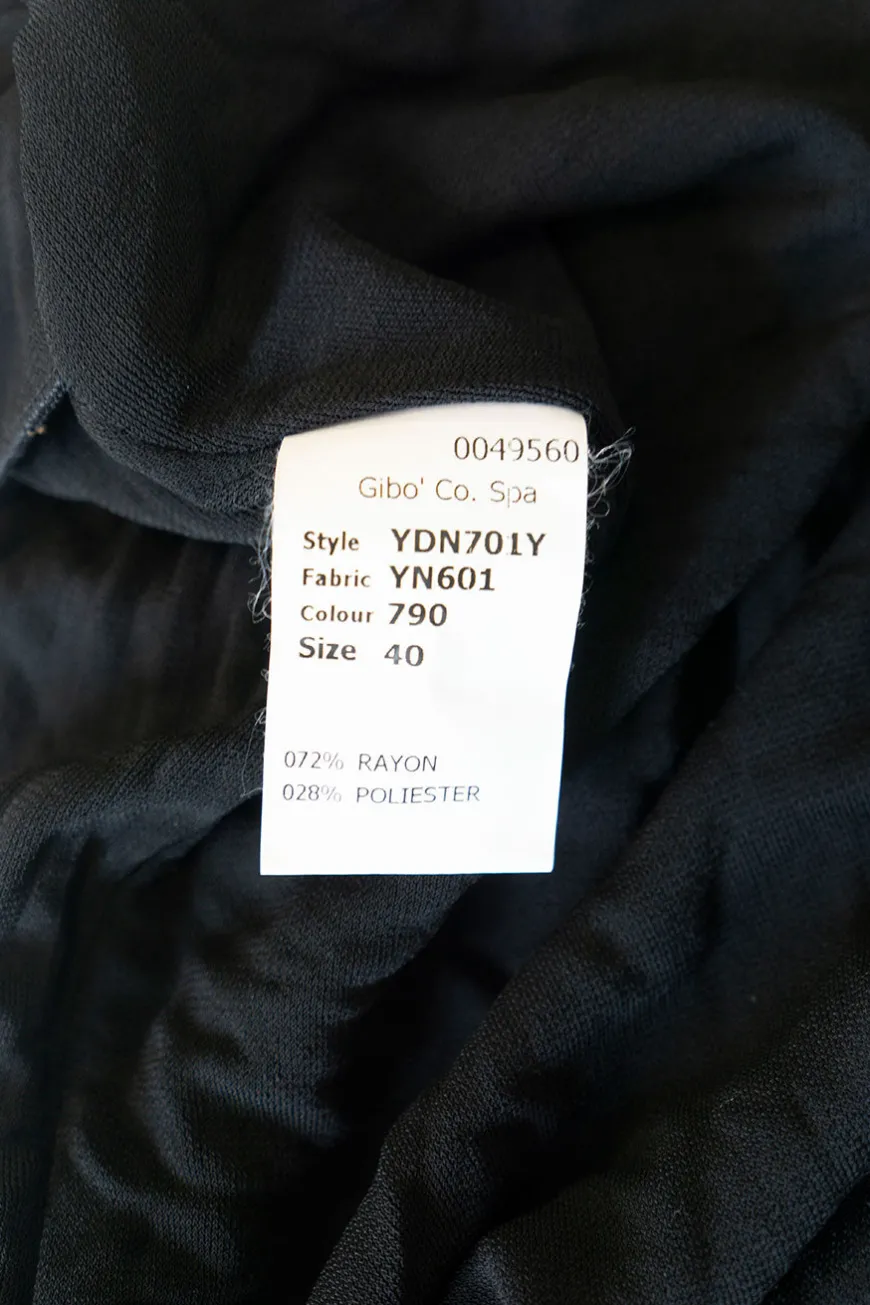 0049560
Gibo' Co. Spa
Style YDN701Y
Fabric YN601
Colour 790
Size 40
072% RAYON
028% POLIESTER